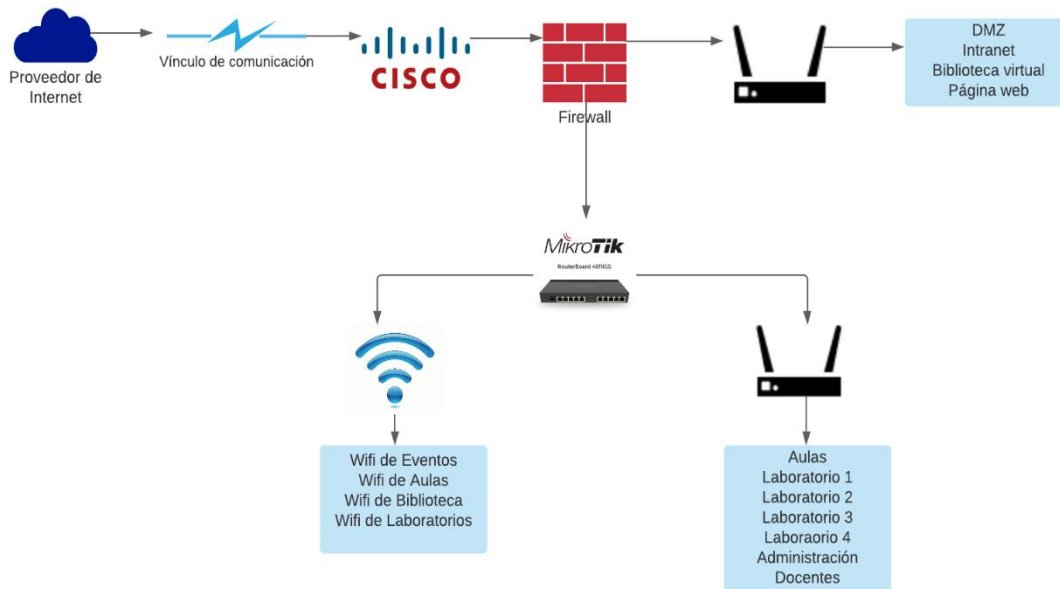 Proveedor de
Internet
Vínculo de comunicación
CISCO
Firewall
DMZ
Intranet
Biblioteca virtual
Página web
MikroTik
Wifi de Eventos
Wifi de Aulas
Wifi de Biblioteca
Wifi de Laboratorios
Aulas
Laboratorio 1
Laboratorio 2
Laboratorio 3
Laboraorio 4
Administración
Docentes